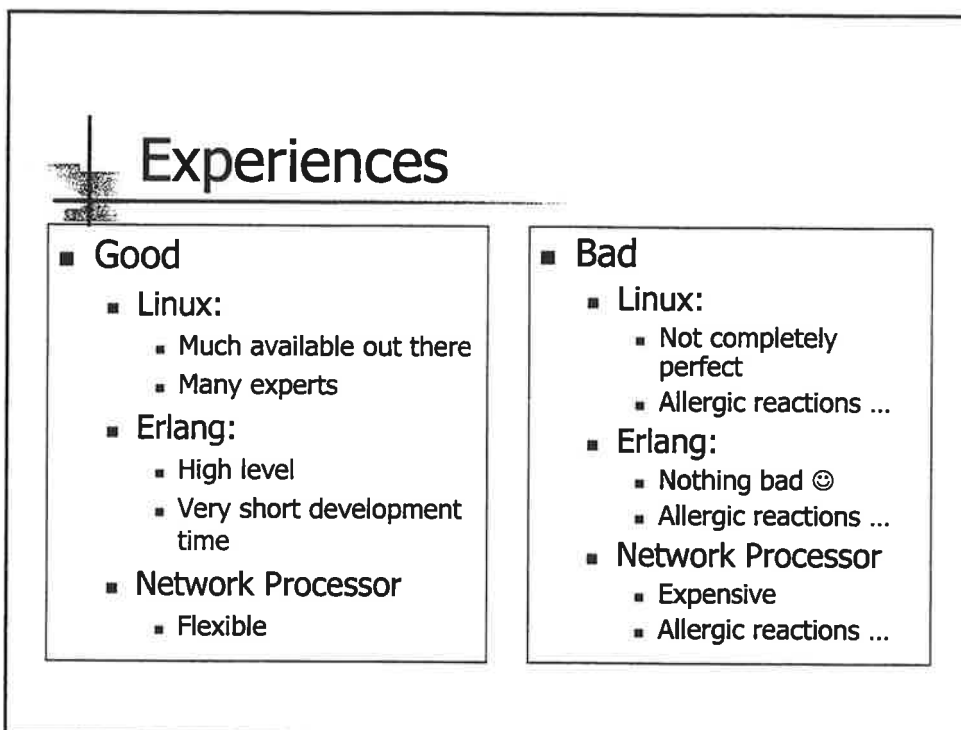 Experiences
Good
Linux:
Much available out there
Many experts
Erlang:
High level
Very short development
time
Network Processor
Flexible
Bad
Linux:
Not completely
perfect
Allergic reactions ...
Erlang:
Nothing bad ☺
Allergic reactions ...
Network Processor
Expensive
Allergic reactions ...